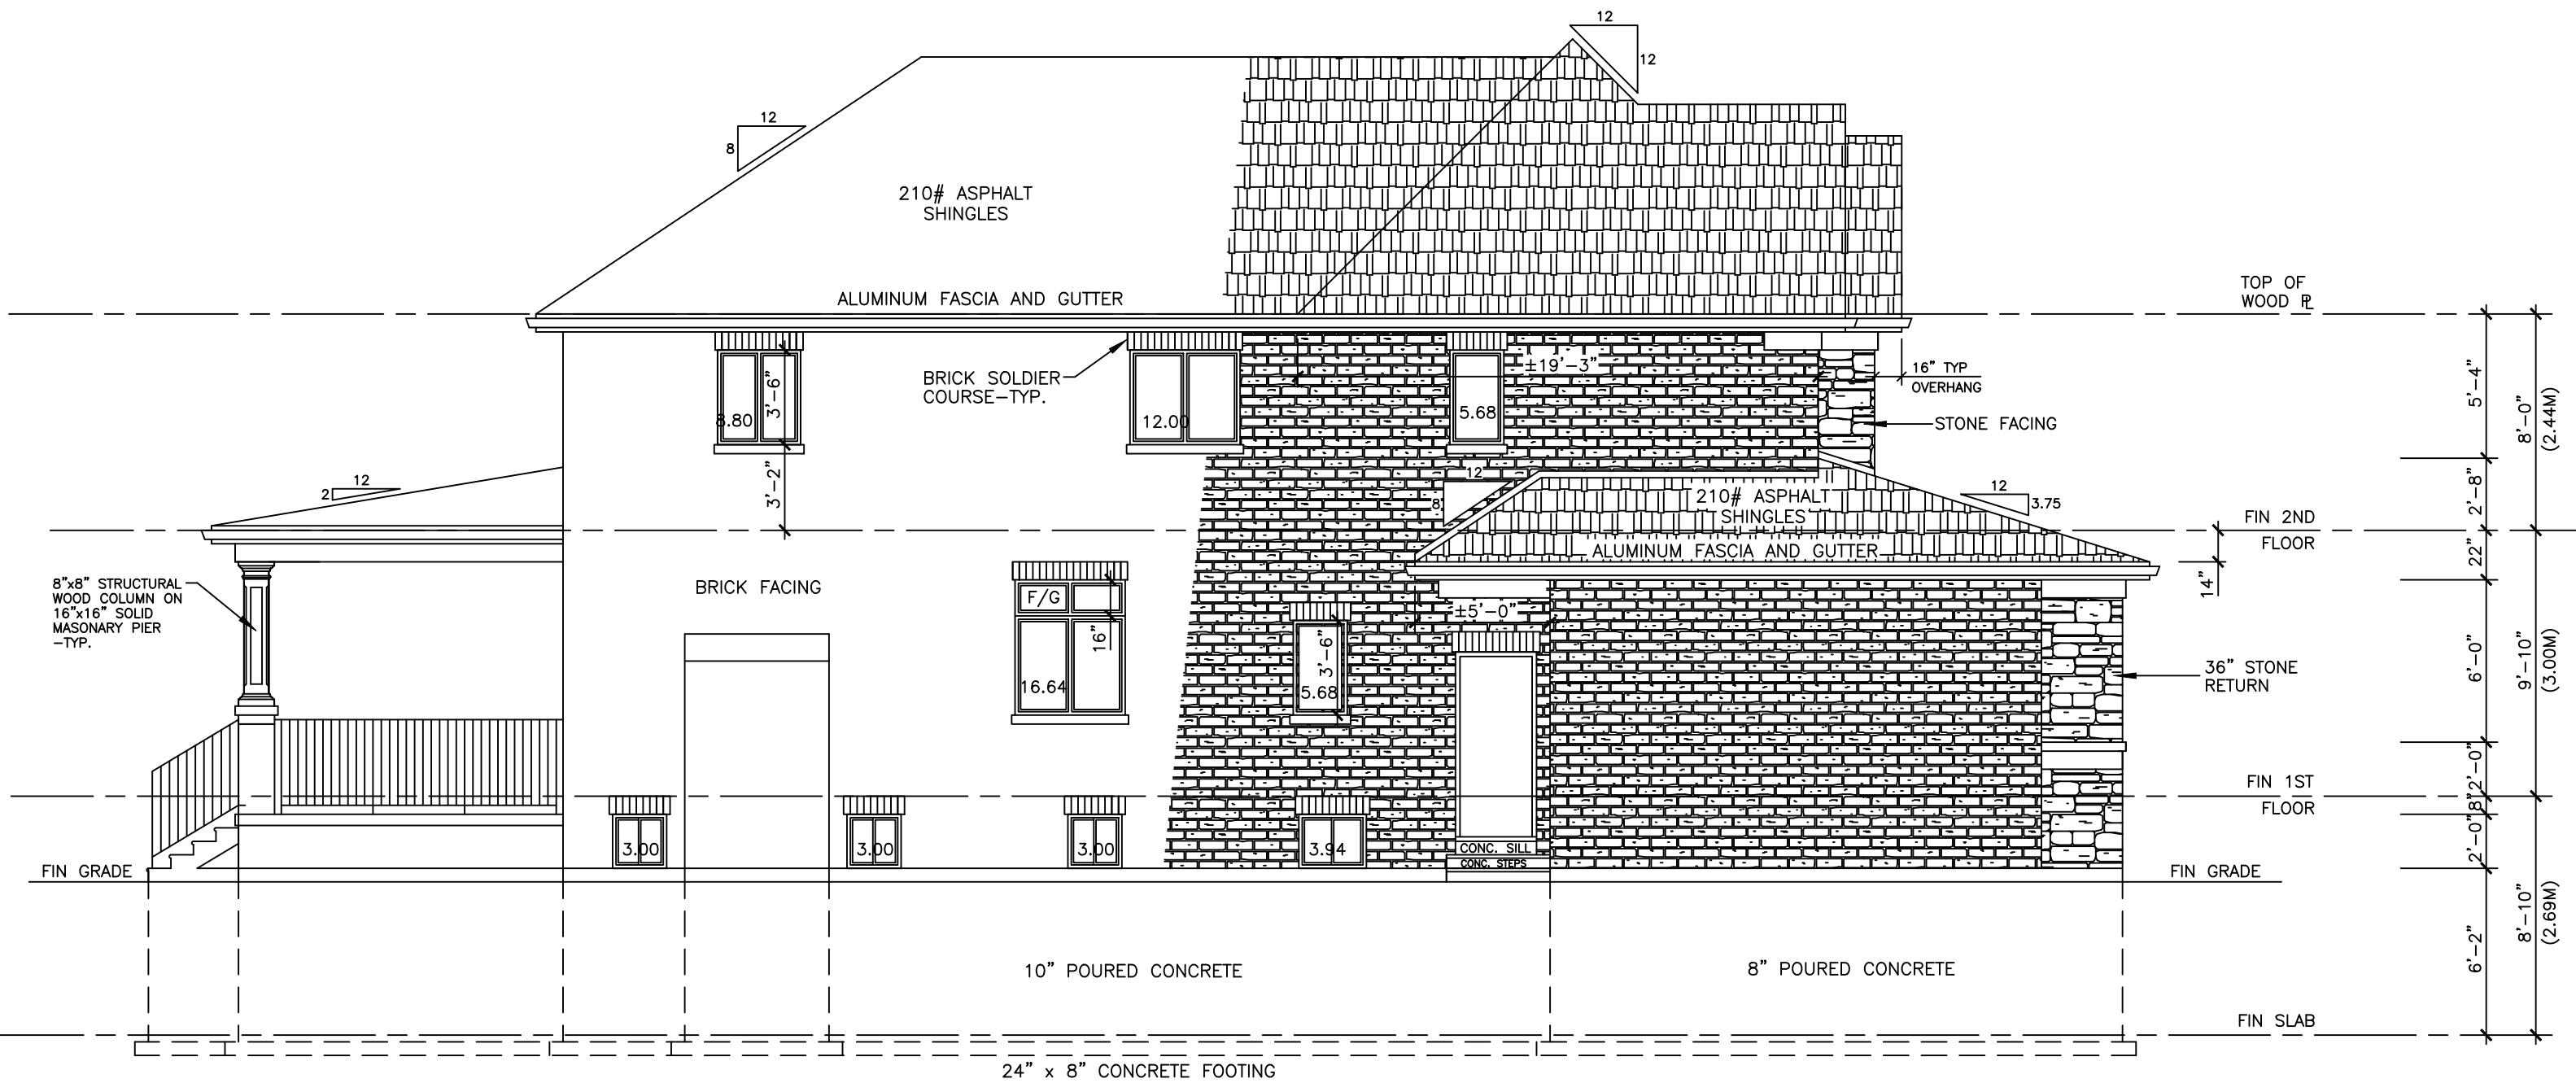 12
12
12
8
210# ASPHALT
SHINGLES
ALUMINUM FASCIA AND GUTTER
TOP OF
WOOD PL
BRICK SOLDIER
COURSE-TYP.
8.80
3'-6"
3'-2"
12.00
5.68
±19'-3"
16" TYP
OVERHANG
STONE FACING
5'-4"
8'-0"
(2.44M)
12
2
12
8
210# ASPHALT
SHINGLES
ALUMINUM FASCIA AND GUTTER
12
3.75
FIN 2ND
FLOOR
2'-8"
22"
14"
8"x8" STRUCTURAL
WOOD COLUMN ON
16"x16" SOLID
MASONARY PIER
-TYP.
BRICK FACING
F/G
16"
16.64
3'-6"
5.68
±5'-0"
36" STONE
RETURN
6'-0"
9'-10"
(3.00M)
2'-0"
FIN 1ST
FLOOR
8"
2'-0"
3.00
3.00
3.00
3.94
CONC. SILL
CONC. STEPS
FIN GRADE
FIN GRADE
10" POURED CONCRETE
8" POURED CONCRETE
6'-2"
8'-10"
(2.69M)
FIN SLAB
24" x 8" CONCRETE FOOTING